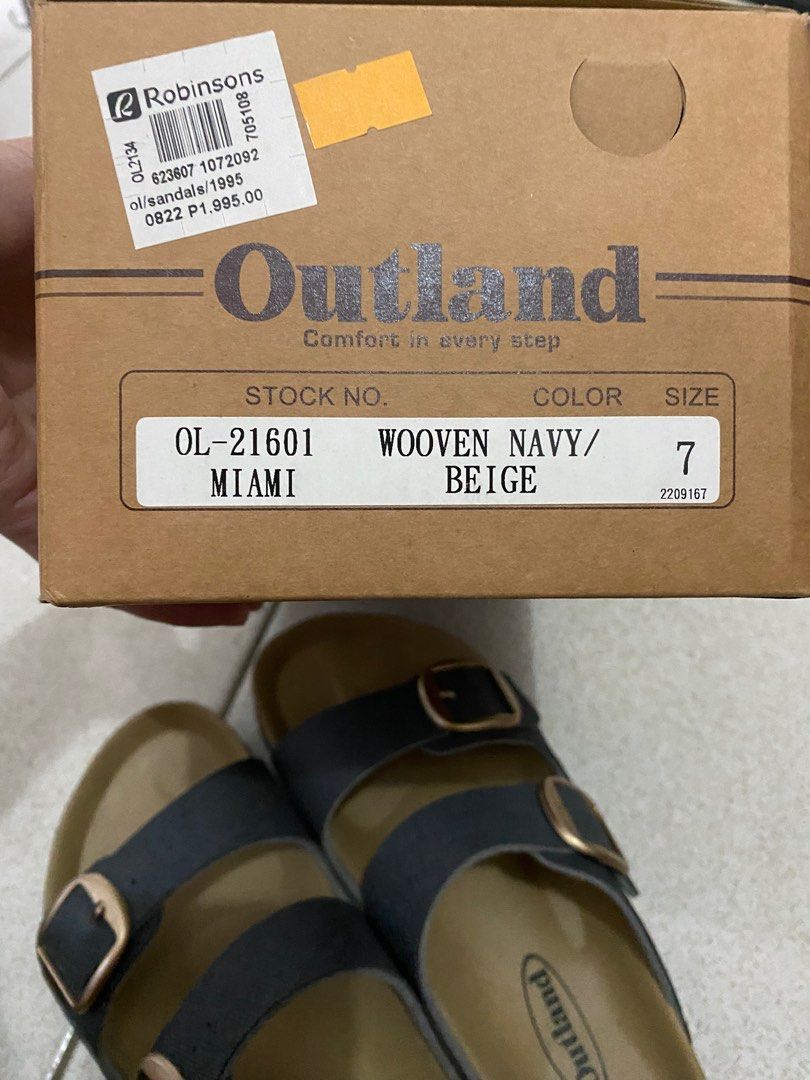 Robinsons
OL2134
705108
623607 1072092
ol/sandals/1995
0822 P1,995.00
Outland
Comfort in every step
STOCK NO. COLOR SIZE
OL-21601 WOOVEN NAVY/ 7
MIAMI BEIGE
2209167
Outland